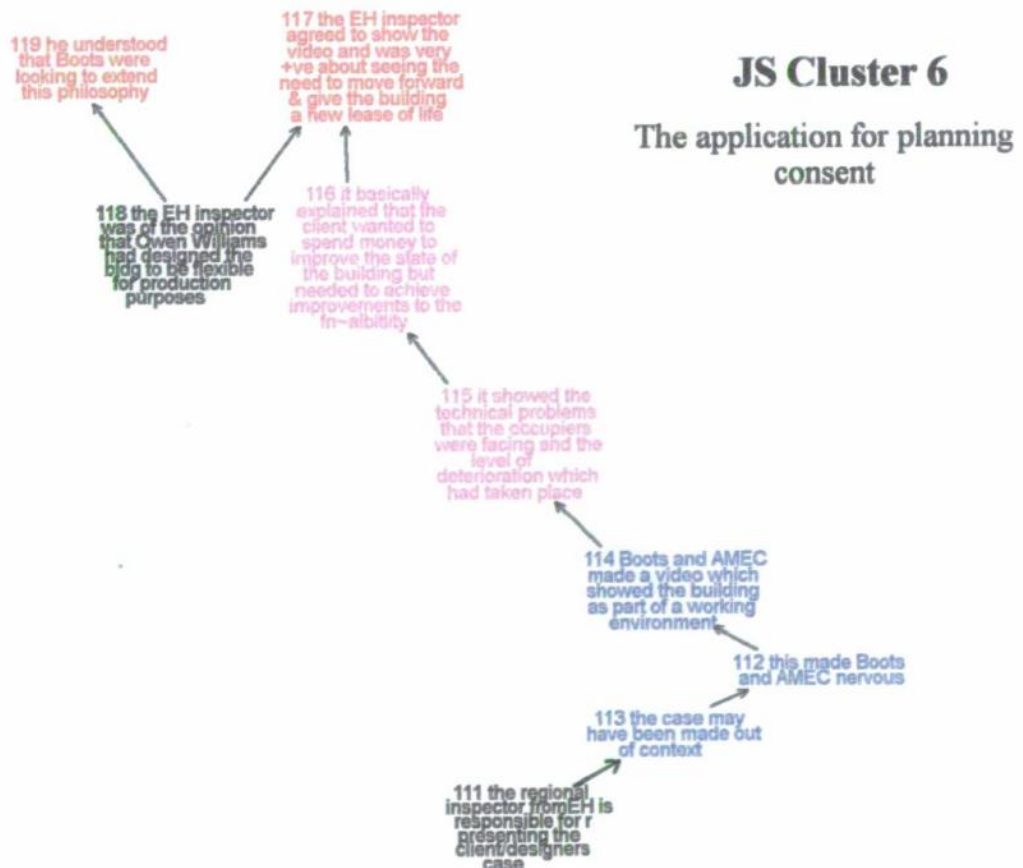 119 he understood
that Boots were
looking to extend
this philosophy
117 the EH inspector
agreed to show the
video and was very
+ve about seeing the
need to move forward
& give the building
a new lease of life
JS Cluster 6
The application for planning
consent
118 the EH inspector
was of the opinion
that Owen Williams
had designed the
bldg to be flexible
for production
purposes
116 it basically
explained that the
client wanted to
spend money to
improve the state of
the building but
needed to achieve
improvements to the
fn~albitity
115 it showed the
technical problems
that the occupiers
were facing and the
level of
deterioration which
had taken place
114 Boots and AMEC
made a video which
showed the building
as part of a working
environment
112 this made Boots
and AMEC nervous
113 the case may
have been made out
of context
111 the regional
inspector fromEH is
responsible for r
presenting the
client/designers
case